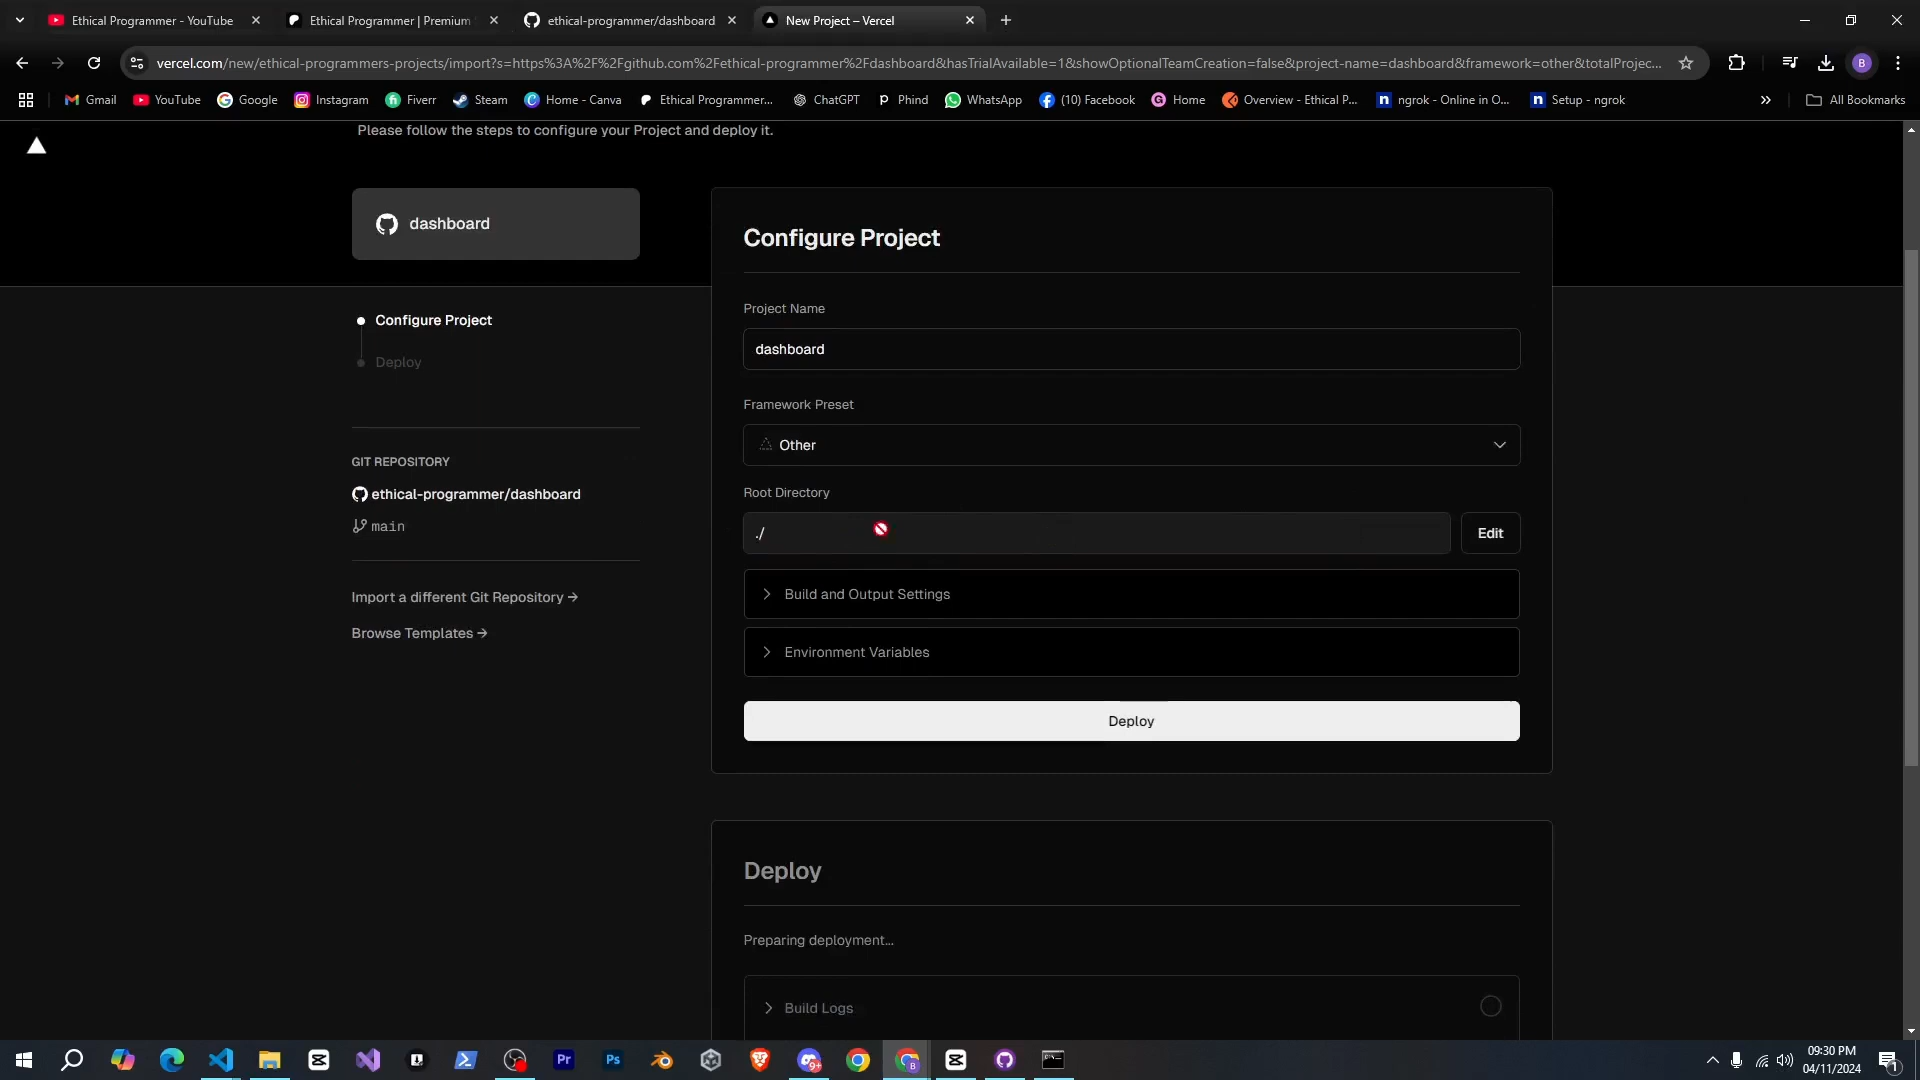 Ethical Programmer - YouTube
Ethical Programmer | Premium
ethical-programmer/dashboard
New Project – Vercel
vercel.com/new/ethical-programmers-projects/import?s=https%3A%2F%2Fgithub.com%2Fethical-programmer%2Fdashboard&hasTrialAvailable=1&showOptionalTeamCreation=false&project-name=dashboard&framework=other&totalProjec...
B
Gmail
YouTube
Google
Instagram
Fiverr
Steam
Home - Canva
Ethical Programmer...
ChatGPT
Phind
WhatsApp
(10) Facebook
Home
Overview - Ethical P...
ngrok - Online in O...
Setup - ngrok
All Bookmarks
Please follow the steps to configure your Project and deploy it.
dashboard
Configure Project
Deploy
GIT REPOSITORY
ethical-programmer/dashboard
main
Import a different Git Repository →
Browse Templates →
Configure Project
Project Name
dashboard
Framework Preset
Other
Root Directory
./
Edit
Build and Output Settings
Environment Variables
Deploy
Deploy
Preparing deployment...
Build Logs
Pr
Ps
9+
B
09:30 PM
04/11/2024
1